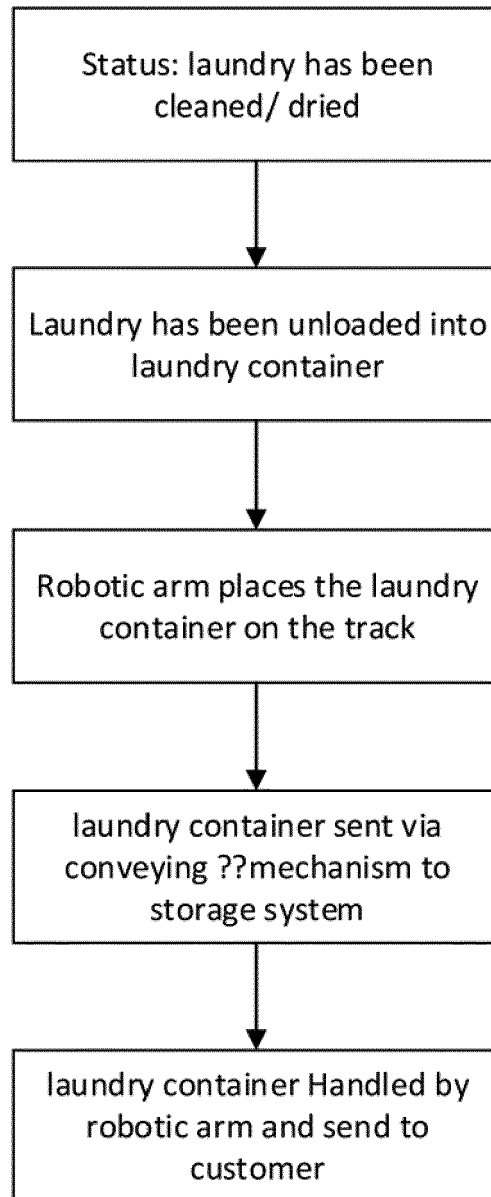 Status: laundry has been
cleaned/ dried
Laundry has been unloaded into
laundry container
Robotic arm places the laundry
container on the track
laundry container sent via
conveying ??mechanism to
storage system
laundry container Handled by
robotic arm and send to
customer